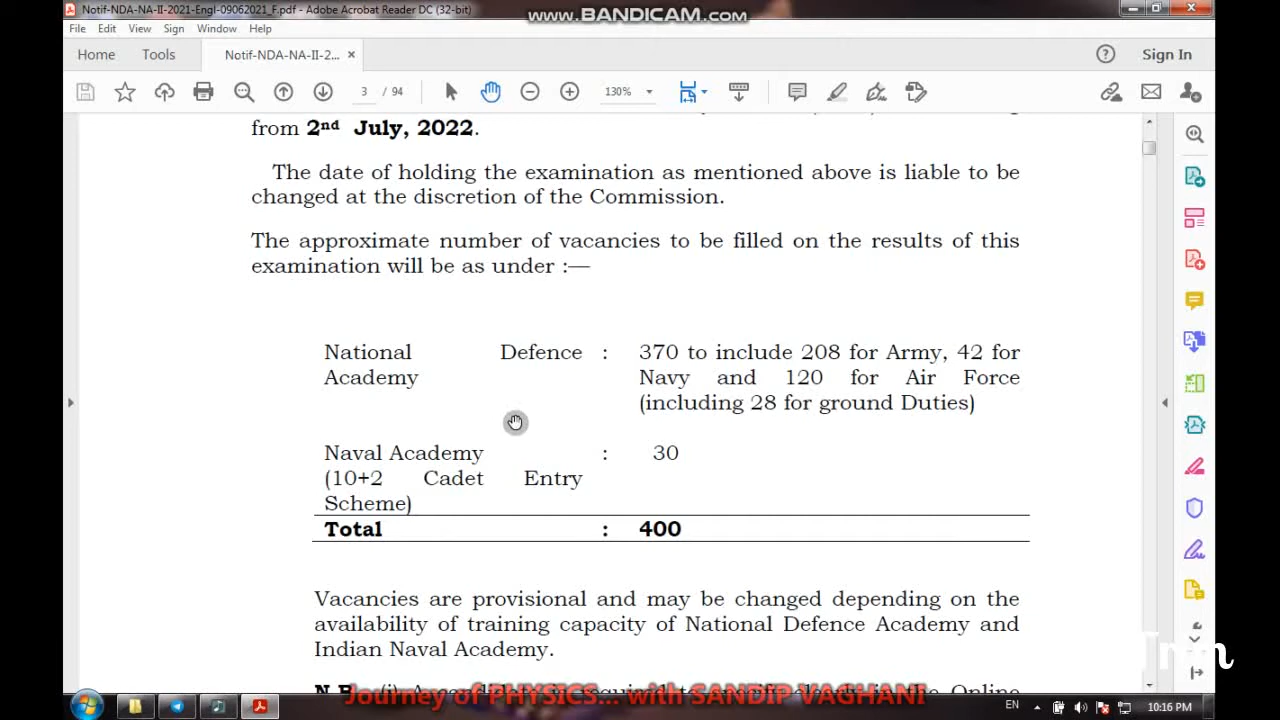 Notif-NDA-NA-II-2021-Engl-09062021_F.pdf - Adobe Acrobat Reader DC (32-bit)
WWW.BANDICAM.COM
File Edit View Sign Window Help
Home Tools Notif-NDA-NA-II-2... × Sign In
3 / 94 130%
from 2nd July, 2022.
The date of holding the examination as mentioned above is liable to be
changed at the discretion of the Commission.
The approximate number of vacancies to be filled on the results of this
examination will be as under :—
National Defence : 370 to include 208 for Army, 42 for
Academy Navy and 120 for Air Force
(including 28 for ground Duties)
Naval Academy : 30
(10+2 Cadet Entry
Scheme)
Total : 400
Vacancies are provisional and may be changed depending on the
availability of training capacity of National Defence Academy and
Indian Naval Academy.
Journey of PHYSICS... with SANDIP VAGHANI
EN 10:16 PM